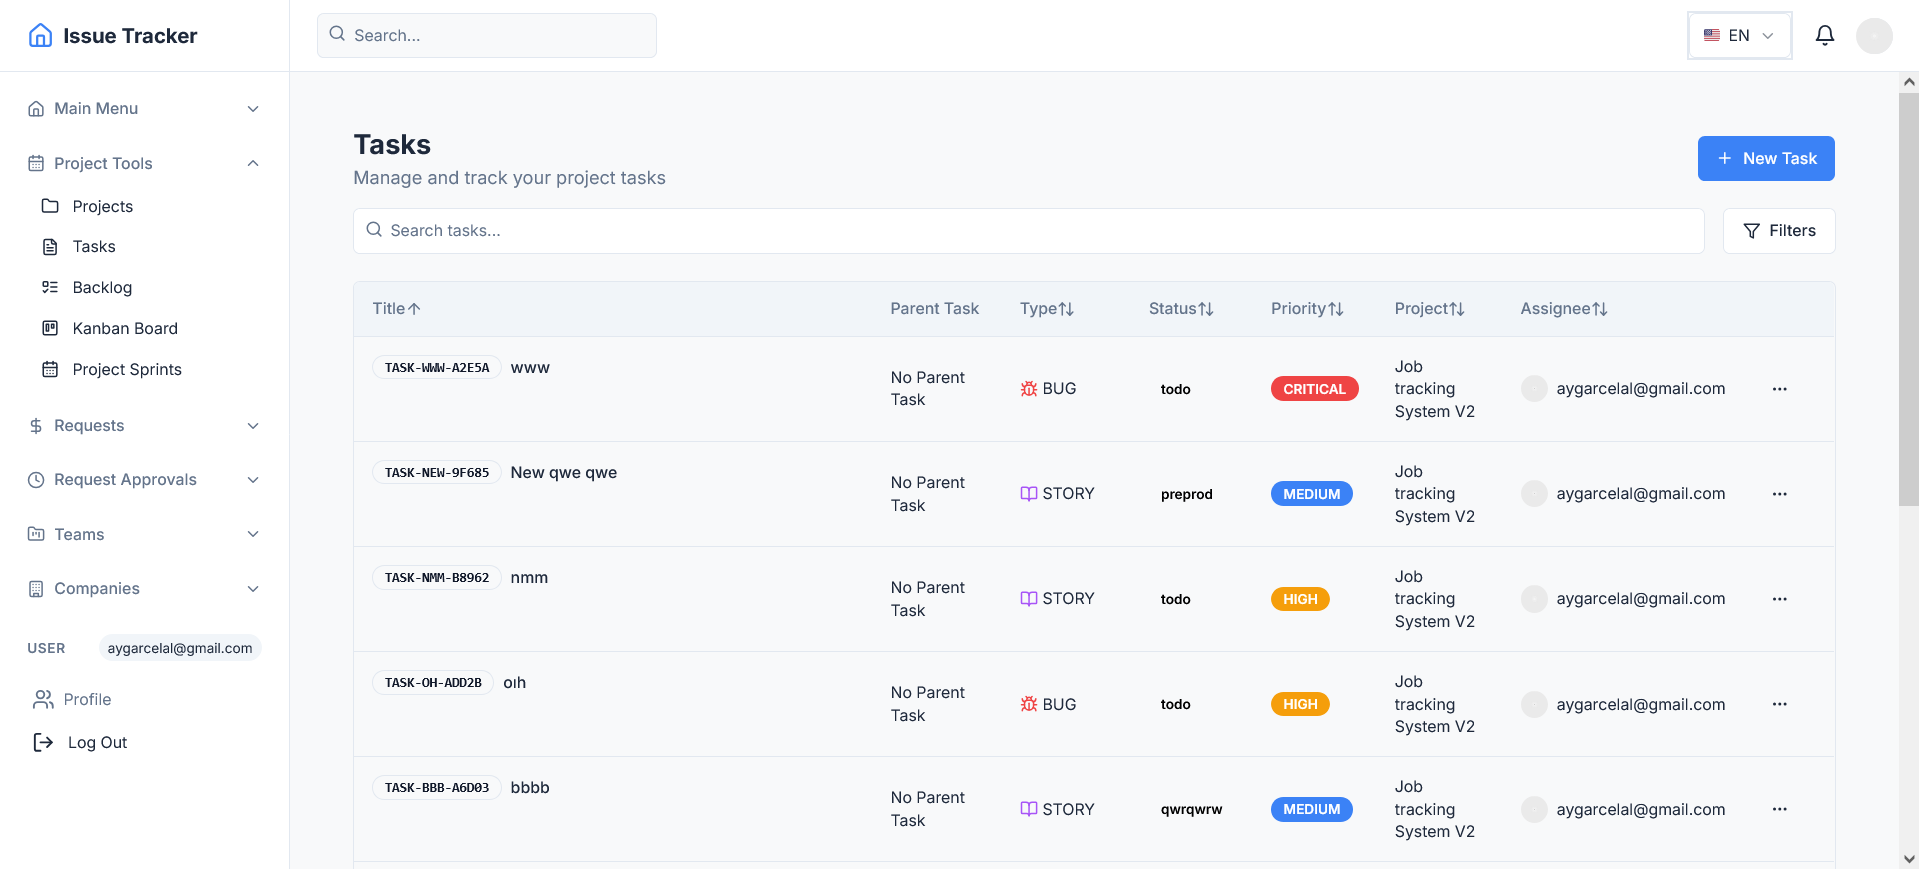 Issue Tracker
Search...
EN
Main Menu
Project Tools
Projects
Tasks
Backlog
Kanban Board
Project Sprints
Requests
Request Approvals
Teams
Companies
USER aygarcelal@gmail.com
Profile
Log Out
Tasks
Manage and track your project tasks
New Task
Search tasks...
Filters
Title Parent Task Type Status Priority Project Assignee
TASK-WWW-A2E5A www
No Parent
Task
BUG
todo
CRITICAL
Job
tracking
System V2
aygarcelal@gmail.com
TASK-NEW-9F685 New qwe qwe
No Parent
Task
STORY
preprod
MEDIUM
Job
tracking
System V2
aygarcelal@gmail.com
TASK-NMM-B8962 nmm
No Parent
Task
STORY
todo
HIGH
Job
tracking
System V2
aygarcelal@gmail.com
TASK-OH-ADD2B oıh
No Parent
Task
BUG
todo
HIGH
Job
tracking
System V2
aygarcelal@gmail.com
TASK-BBB-A6D03 bbbb
No Parent
Task
STORY
qwrqwrw
MEDIUM
Job
tracking
System V2
aygarcelal@gmail.com